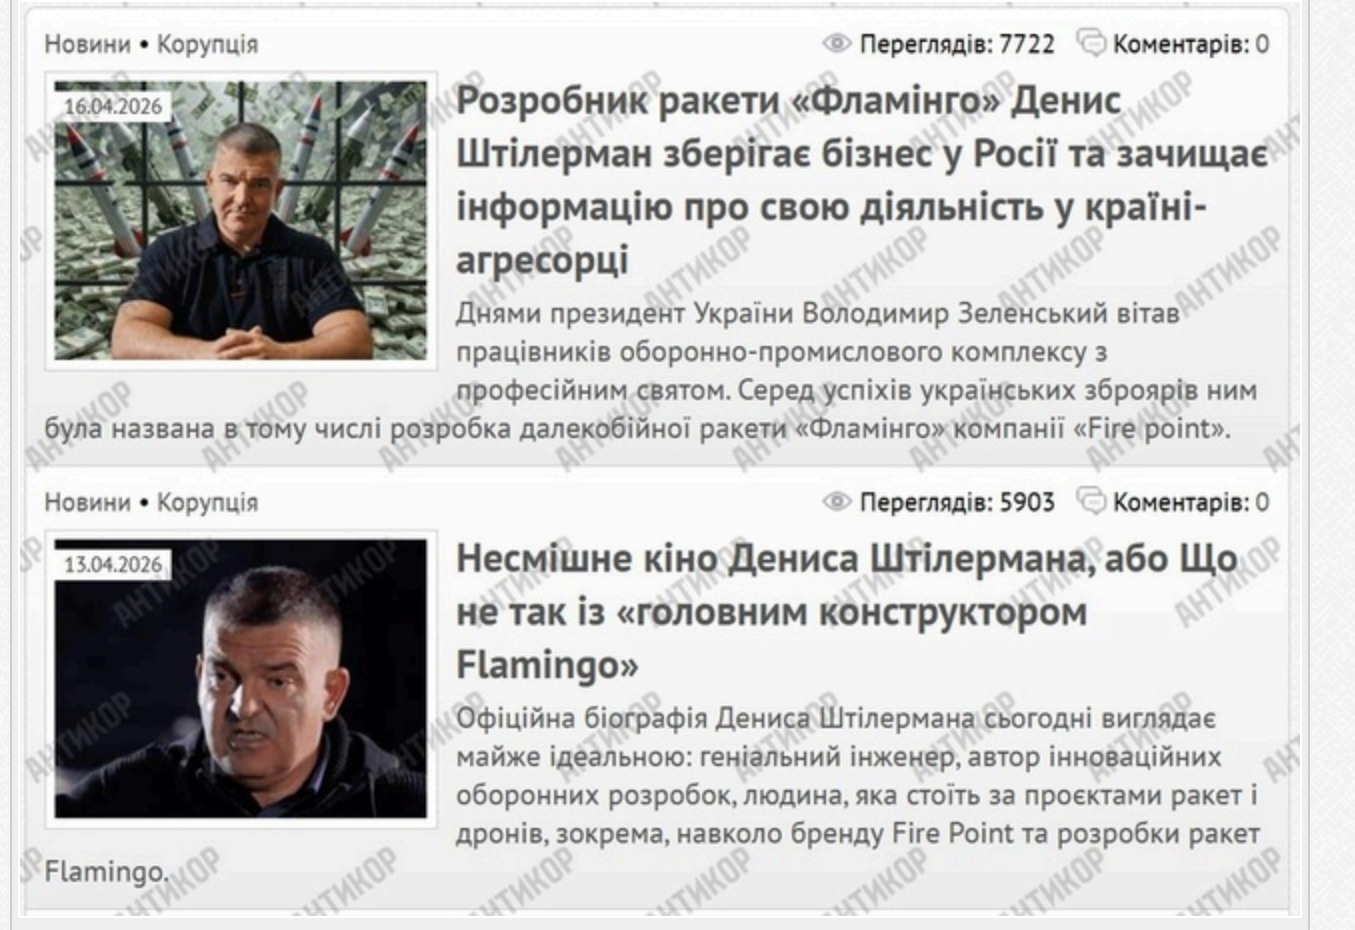 Новини • Корупція
Переглядів: 7722 Коментарів: 0
16.04.2026
Розробник ракети «Фламінго» Денис
Штілерман зберігає бізнес у Росії та зачищає
інформацію про свою діяльність у країні-
агресорці
Днями президент України Володимир Зеленський вітав
працівників оборонно-промислового комплексу з
професійним святом. Серед успіхів українських зброярів ним
була названа в тому числі розробка далекобійної ракети «Фламінго» компанії «Fire point».
Новини • Корупція
Переглядів: 5903 Коментарів: 0
13.04.2026
Несмішне кіно Дениса Штілермана, або Що
не так із «головним конструктором
Flamingo»
Офіційна біографія Дениса Штілермана сьогодні виглядає
майже ідеальною: геніальний інженер, автор інноваційних
оборонних розробок, людина, яка стоїть за проєктами ракет і
дронів, зокрема, навколо бренду Fire Point та розробки ракет
Flamingo.
АНТИКОР